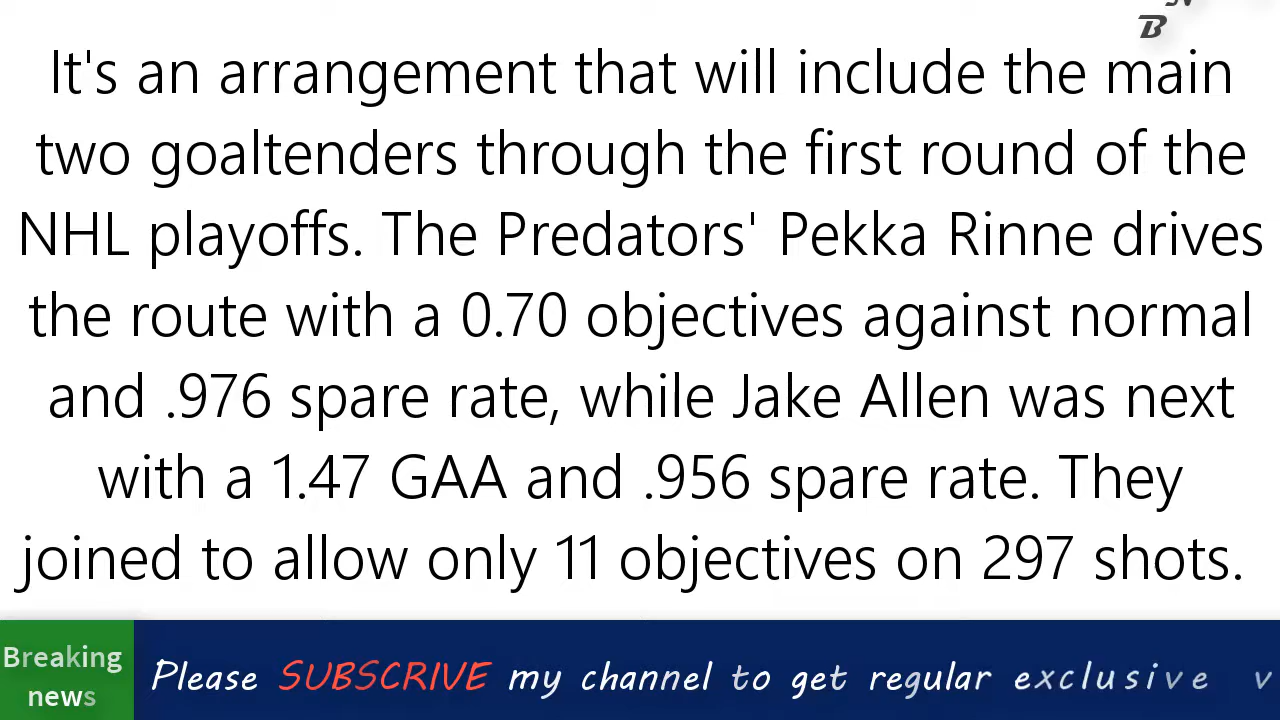 B
It's an arrangement that will include the main
two goaltenders through the first round of the
NHL playoffs. The Predators' Pekka Rinne drives
the route with a 0.70 objectives against normal
and .976 spare rate, while Jake Allen was next
with a 1.47 GAA and .956 spare rate. They
joined to allow only 11 objectives on 297 shots.
Breaking
news
Please SUBSCRIVE my channel to get regular exclusive v